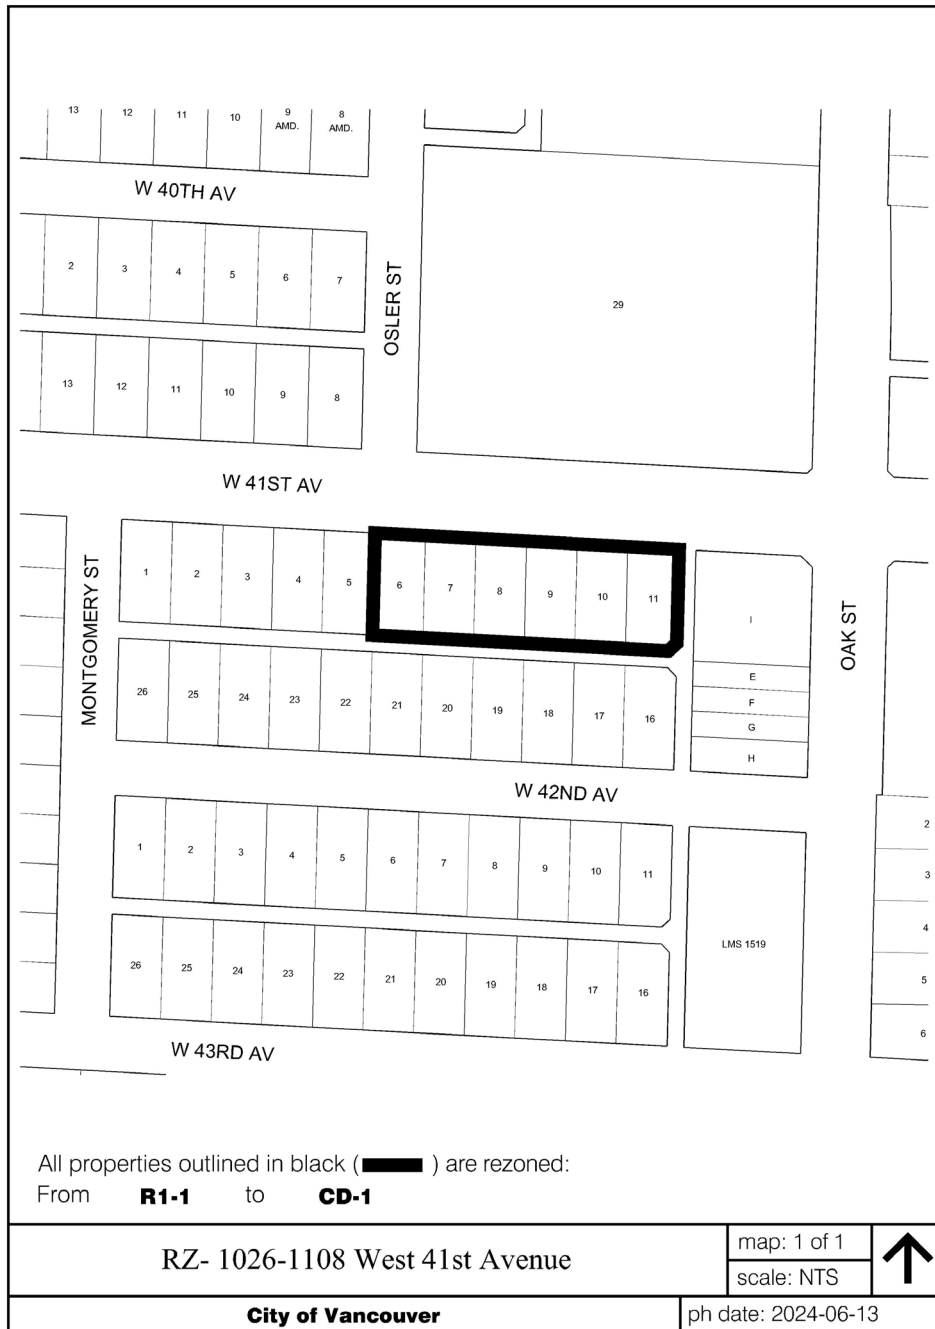 13 12 11 10 9 AMD. 8 AMD.
W 40TH AV
2 3 4 5 6 7
OSLER ST
29
13 12 11 10 9 8
W 41ST AV
MONTGOMERY ST
1 2 3 4 5 6 7 8 9 10 11
I
OAK ST
E
F
G
H
26 25 24 23 22 21 20 19 18 17 16
W 42ND AV
1 2 3 4 5 6 7 8 9 10 11
2
3
4
5
6
LMS 1519
26 25 24 23 22 21 20 19 18 17 16
W 43RD AV
All properties outlined in black ( ) are rezoned:
From R1-1 to CD-1
RZ- 1026-1108 West 41st Avenue
map: 1 of 1
scale: NTS
City of Vancouver
ph date: 2024-06-13